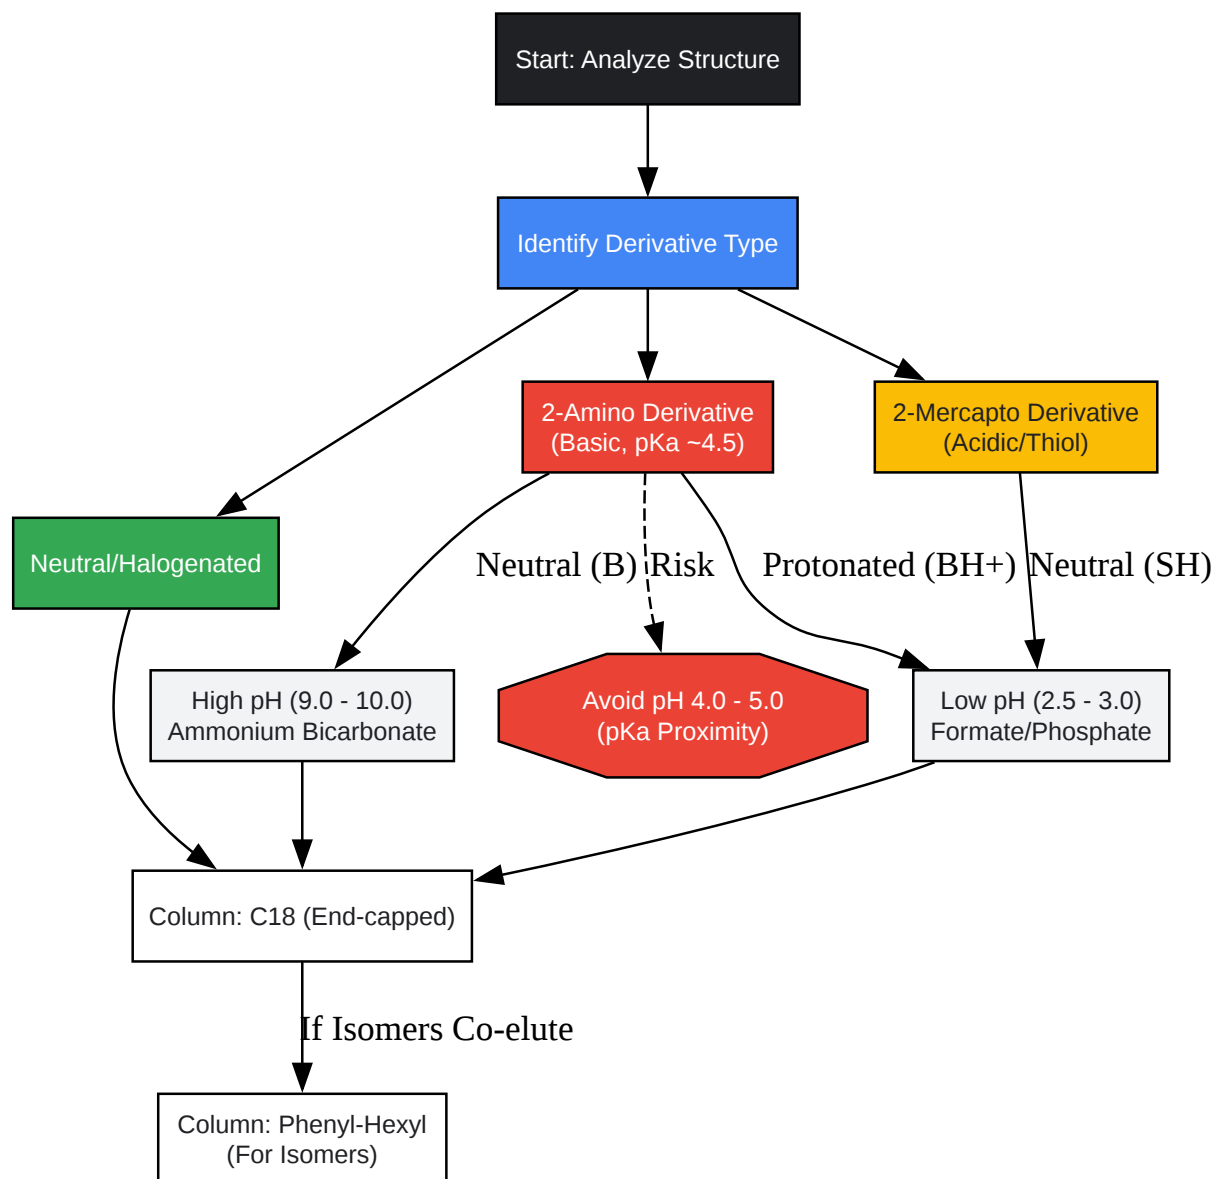 Start: Analyze Structure
Identify Derivative Type
2-Amino Derivative
(Basic, pKa ~4.5)
2-Mercapto Derivative
(Acidic/Thiol)
Neutral/Halogenated
Neutral (B)
Risk
Protonated (BH+)
Neutral (SH)
High pH (9.0 - 10.0)
Ammonium Bicarbonate
Avoid pH 4.0 - 5.0
(pKa Proximity)
Low pH (2.5 - 3.0)
Formate/Phosphate
Column: C18 (End-capped)
If Isomers Co-elute
Column: Phenyl-Hexyl
(For Isomers)